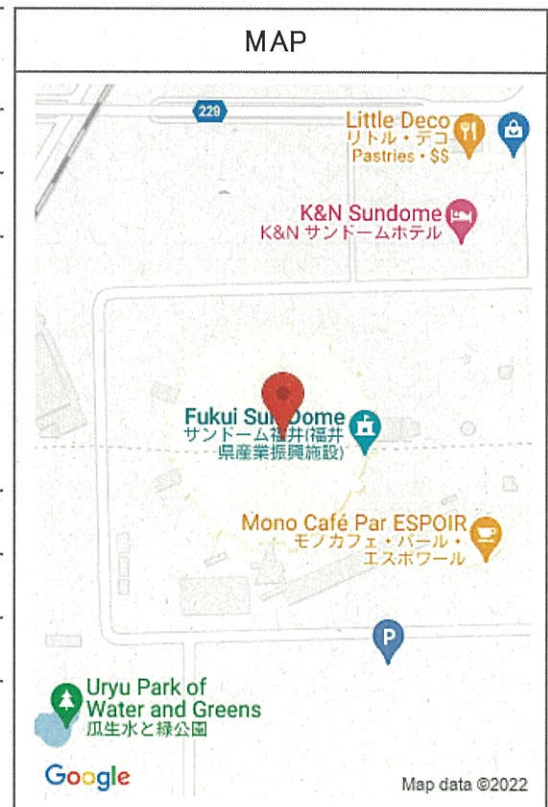 MAP
229
Little Deco
リトル・デコ
Pastries・$$
K&N Sundome
K&N サンドームホテル
Fukui Sun Dome
サンドーム福井(福井
県産業振興施設)
Mono Café Par ESPOIR
モノカフェ・パール・
エスポワール
P
Uryu Park of
Water and Greens
瓜生水と緑公園
Google
Map data ©2022